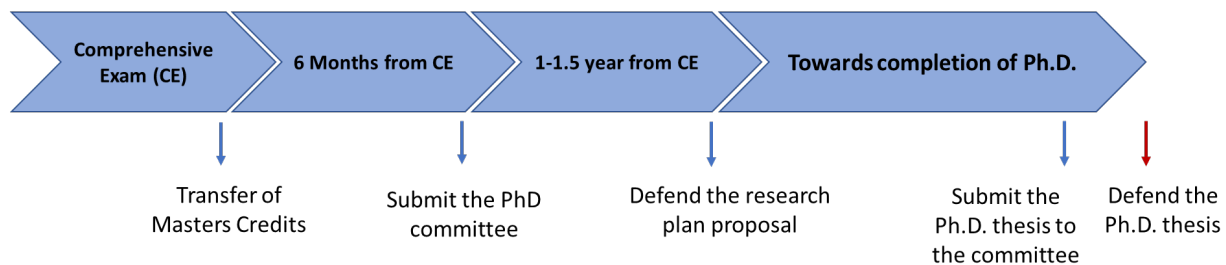 Comprehensive
Exam (CE)
6 Months from CE
1-1.5 year from CE
Towards completion of Ph.D.
Transfer of
Masters Credits
Submit the PhD
committee
Defend the research
plan proposal
Submit the
Ph.D. thesis to
the committee
Defend the
Ph.D. thesis